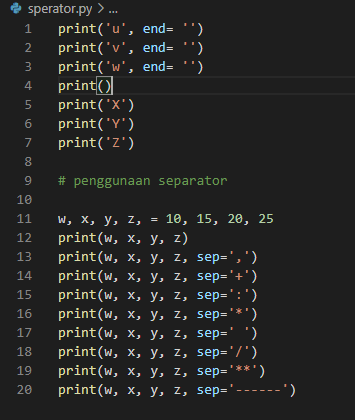 sperator.py > ...
1 print('u', end= '')
2 print('v', end= '')
3 print('w', end= '')
4 print()
5 print('X')
6 print('Y')
7 print('Z')
8
9 # penggunaan separator
10
11 w, x, y, z, = 10, 15, 20, 25
12 print(w, x, y, z)
13 print(w, x, y, z, sep=',')
14 print(w, x, y, z, sep='+')
15 print(w, x, y, z, sep=':')
16 print(w, x, y, z, sep='*')
17 print(w, x, y, z, sep=' ')
18 print(w, x, y, z, sep='/')
19 print(w, x, y, z, sep='**')
20 print(w, x, y, z, sep='------')